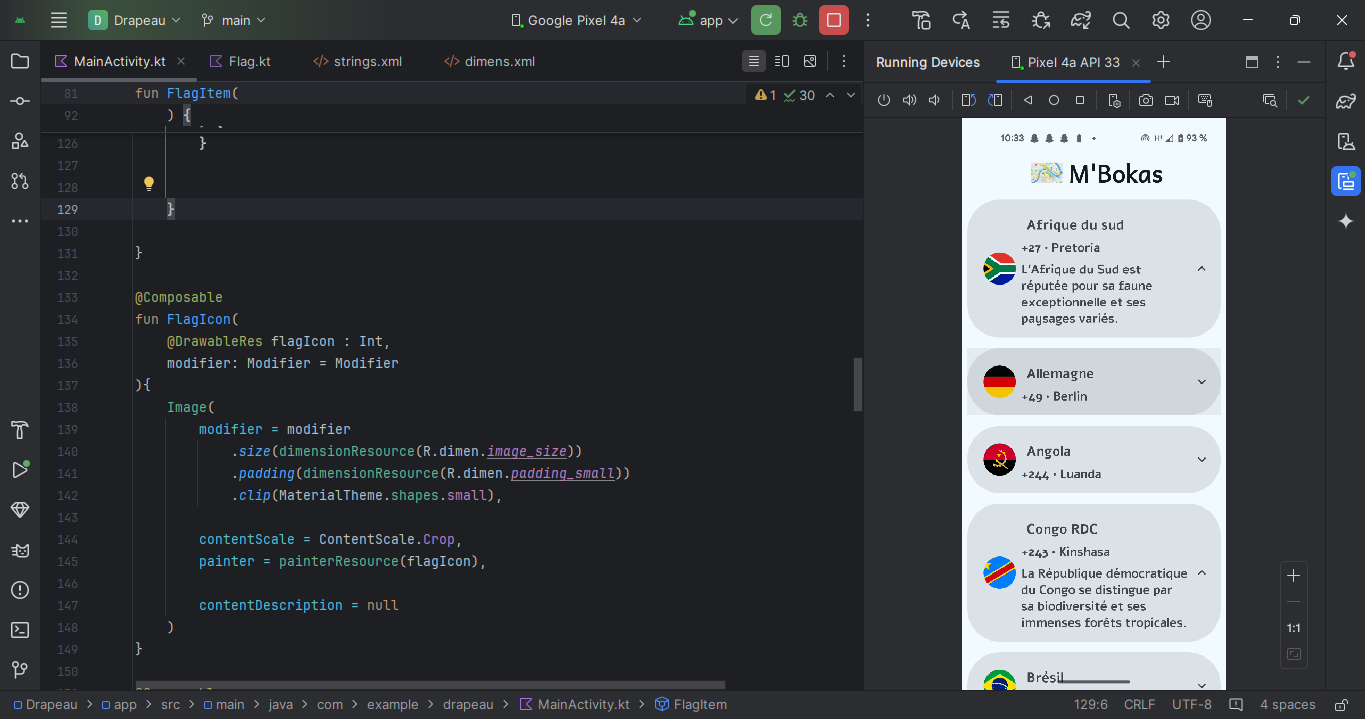 D Drapeau main Google Pixel 4a app
MainActivity.kt Flag.kt strings.xml dimens.xml
Running Devices Pixel 4a API 33
1 30
81 fun FlagItem(
92 ) {
126 }
127
128
129 }
130
131 }
132
133 @Composable
134 fun FlagIcon(
135 @DrawableRes flagIcon : Int,
136 modifier: Modifier = Modifier
137 ){
138 Image(
139 modifier = modifier
140 .size(dimensionResource(R.dimen.image_size))
141 .padding(dimensionResource(R.dimen.padding_small))
142 .clip(MaterialTheme.shapes.small),
143
144 contentScale = ContentScale.Crop,
145 painter = painterResource(flagIcon),
146
147 contentDescription = null
148 )
149 }
150
10:33 H+ 93 %
M'Bokas
Afrique du sud
+27 · Pretoria
L'Afrique du Sud est
réputée pour sa faune
exceptionnelle et ses
paysages variés.
Allemagne
+49 · Berlin
Angola
+244 · Luanda
Congo RDC
+243 · Kinshasa
La République démocratique
du Congo se distingue par
sa biodiversité et ses
immenses forêts tropicales.
Brésil
1:1
Drapeau app src main java com example drapeau MainActivity.kt FlagItem
129:6 CRLF UTF-8 4 spaces